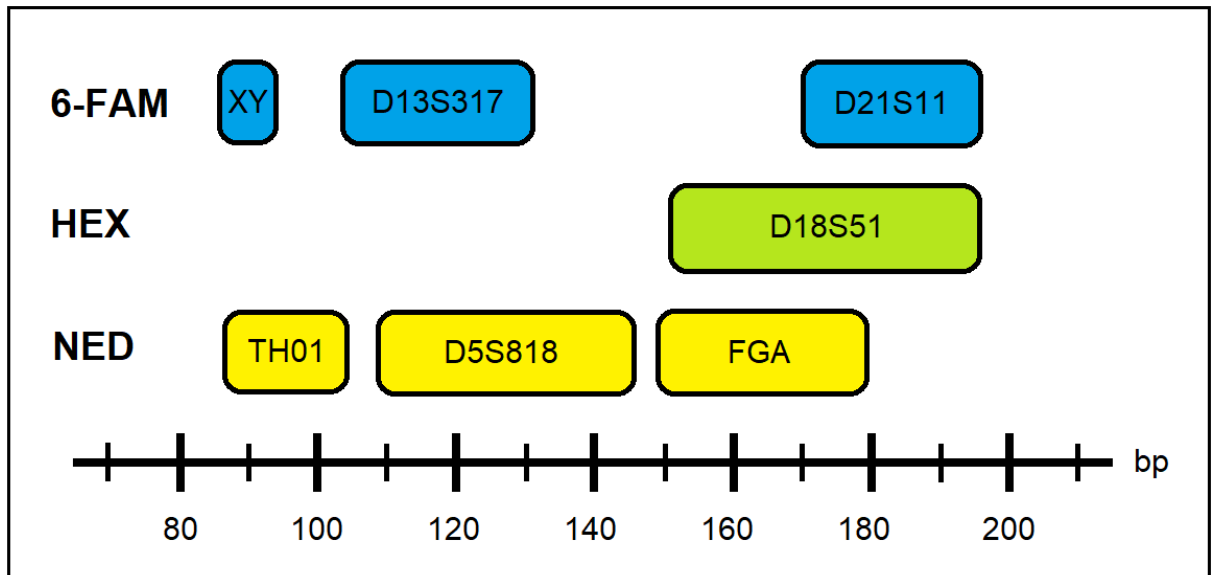 6-FAM XY D13S317 D21S11
HEX D18S51
NED TH01 D5S818 FGA
bp
80 100 120 140 160 180 200